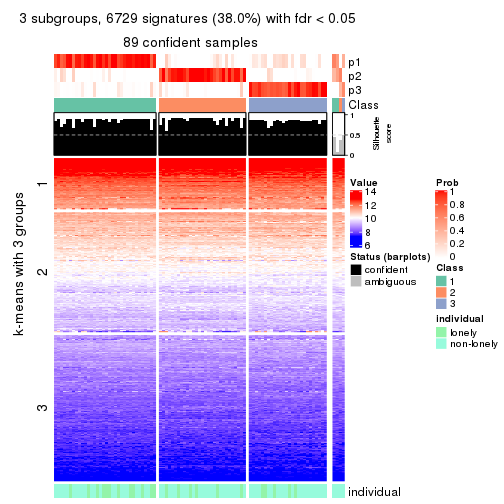 3 subgroups, 6729 signatures (38.0%) with fdr < 0.05
89 confident samples
p1
p2
p3
Class
1
0.5
0
Silhouette
score
k-means with 3 groups
1
2
3
individual
Value
14
12
10
8
6
Status (barplots)
confident
ambiguous
Prob
1
0.8
0.6
0.4
0.2
0
Class
1
2
3
individual
lonely
non-lonely